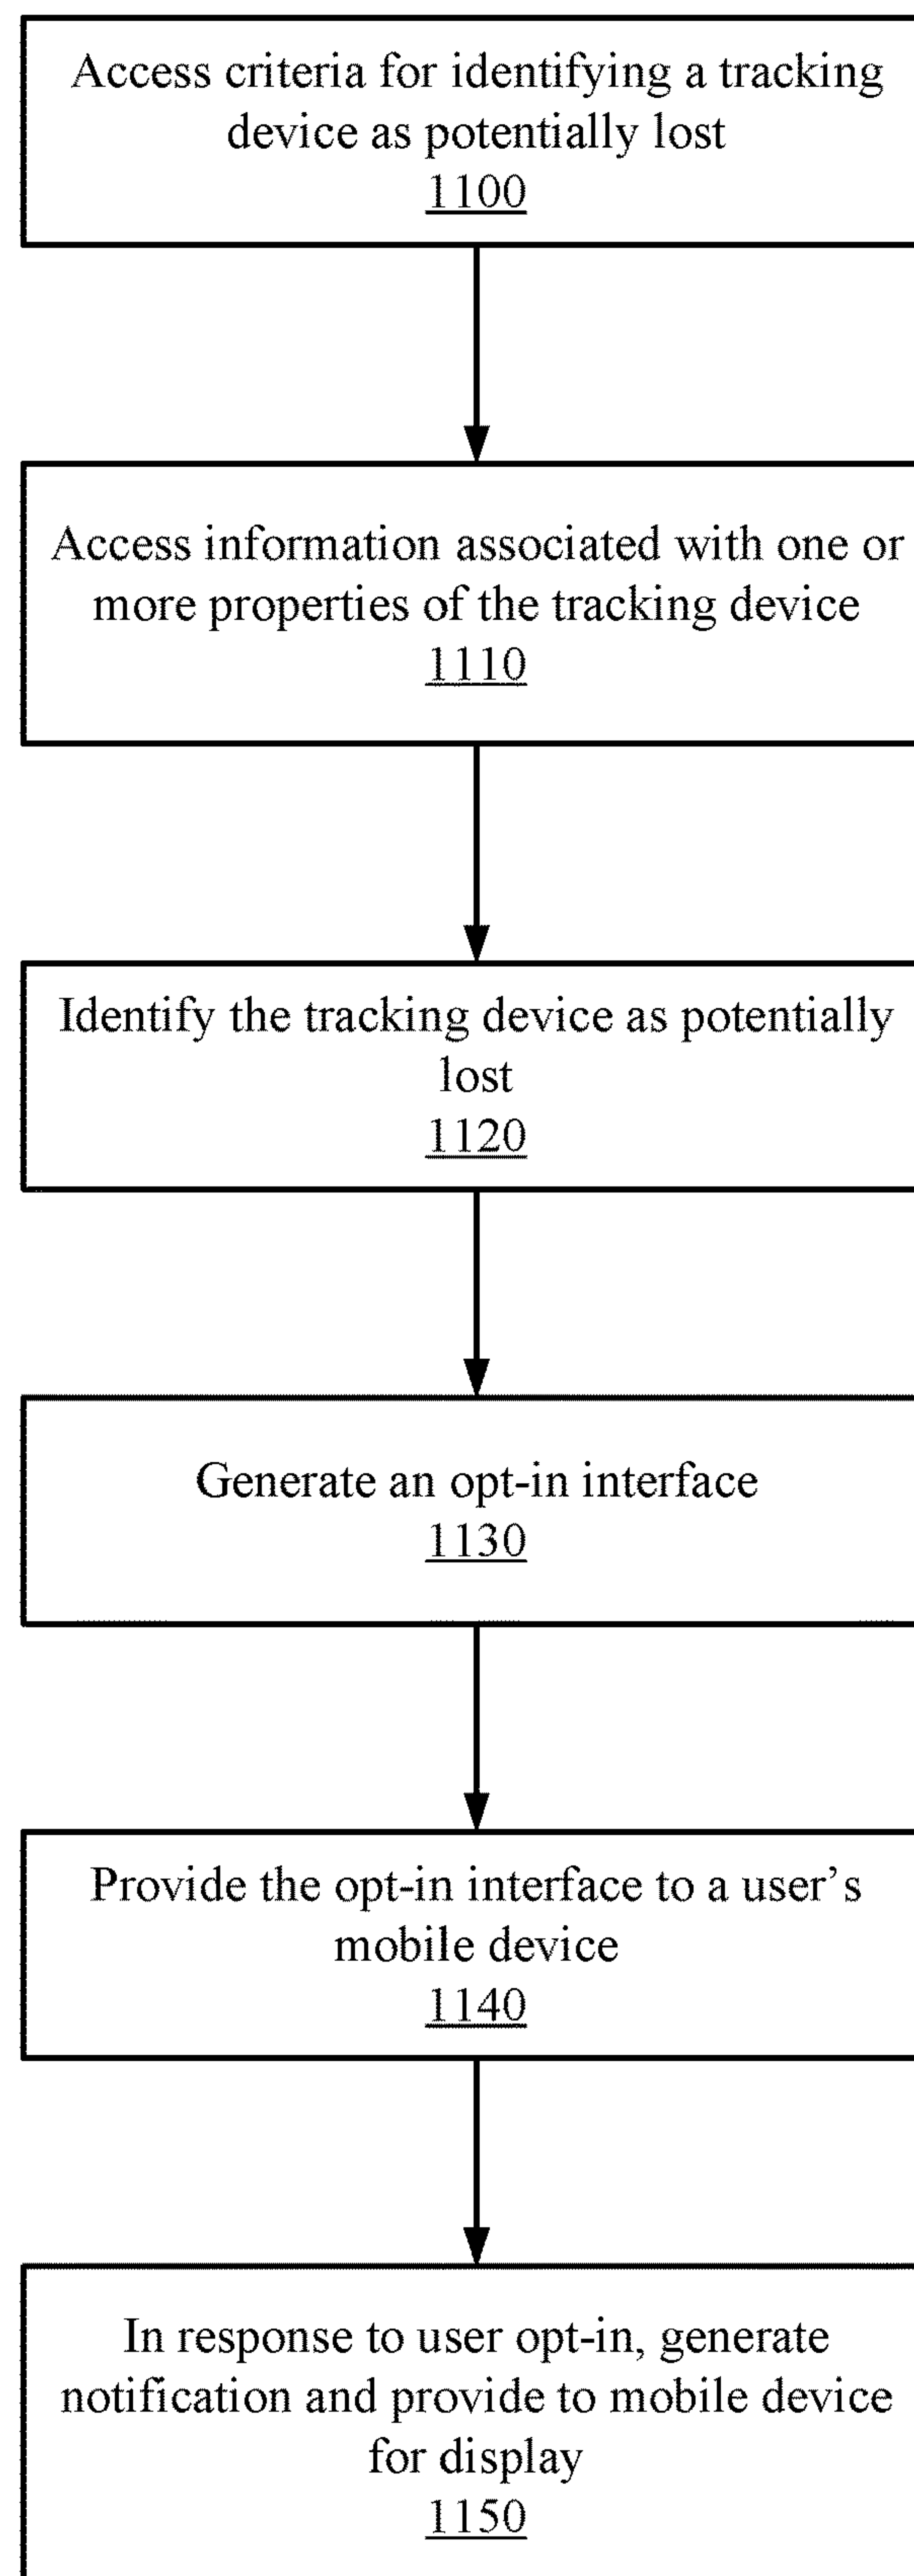 Access criteria for identifying a tracking
device as potentially lost
1100
Access information associated with one or
more properties of the tracking device
1110
Identify the tracking device as potentially
lost
1120
Generate an opt-in interface
1130
Provide the opt-in interface to a user’s
mobile device
1140
In response to user opt-in, generate
notification and provide to mobile device
for display
1150